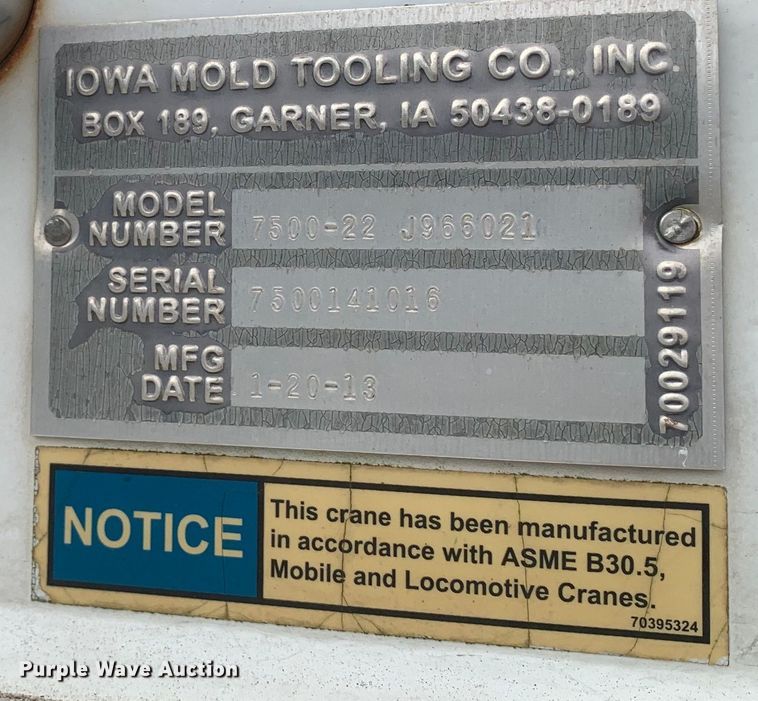 IOWA MOLD TOOLING CO., INC.
BOX 189, GARNER, IA 50438-0189
MODEL NUMBER 7500-22 J966021
SERIAL NUMBER 7500141016
MFG DATE 1-20-13
70029119
NOTICE
This crane has been manufactured
in accordance with ASME B30.5,
Mobile and Locomotive Cranes.
70395324
Purple Wave Auction